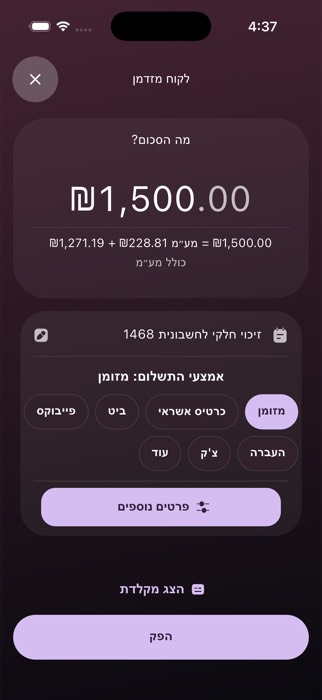 4:37
לקוח מזדמן
מה הסכום?
₪1,500.00
₪1,271.19 + מע״מ ₪228.81 = ₪1,500.00
כולל מע״מ
זיכוי חלקי לחשבונית 1468
אמצעי התשלום: מזומן
מזומן
כרטיס אשראי
ביט
פייבוקס
העברה
צ'ק
עוד
פרטים נוספים
הצג מקלדת
הפק